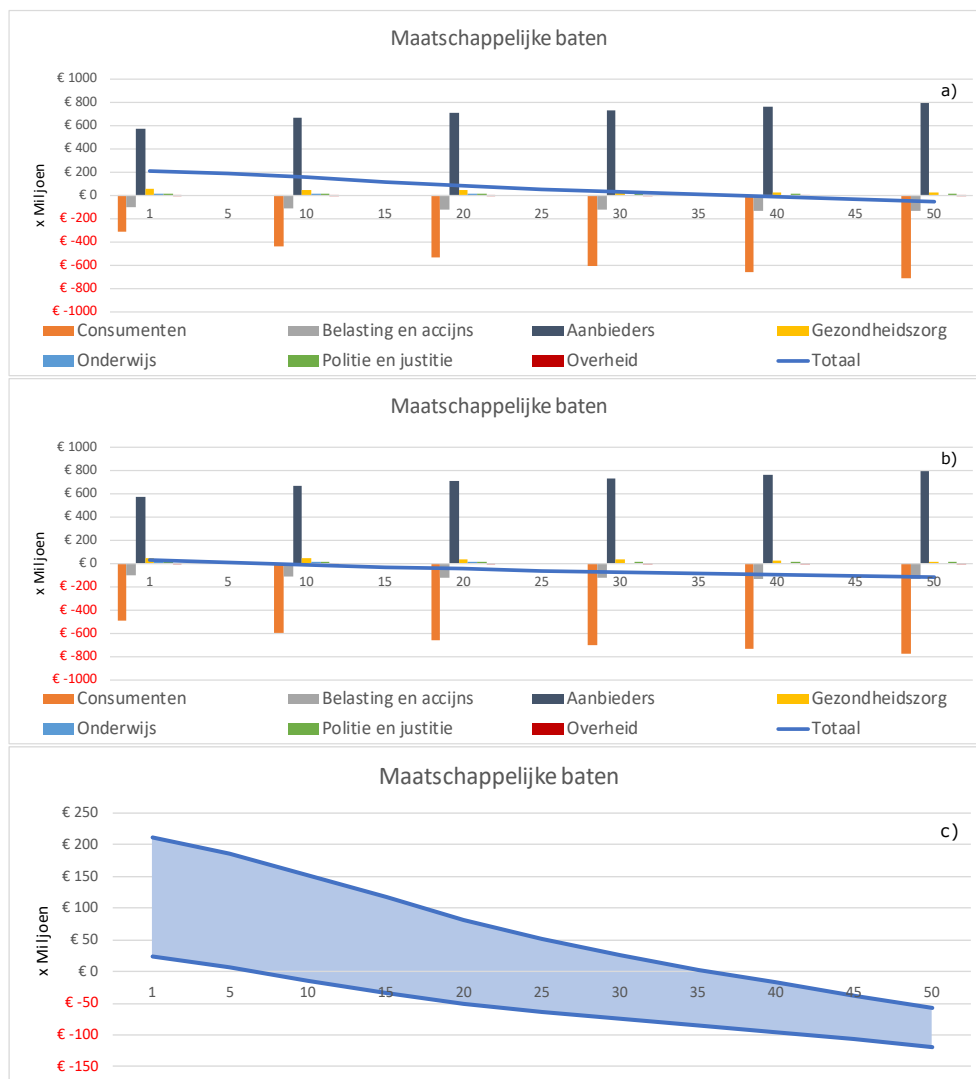 Maatschappelijke baten
a)
€ 1000
€ 800
€ 600
€ 400
€ 200
€ 0
€ -200
€ -400
€ -600
€ -800
€ -1000
x Miljoen
1 5 10 15 20 25 30 35 40 45 50
Consumenten Belasting en accijns Aanbieders Gezondheidszorg
Onderwijs Politie en justitie Overheid Totaal
Maatschappelijke baten
b)
€ 1000
€ 800
€ 600
€ 400
€ 200
€ 0
€ -200
€ -400
€ -600
€ -800
€ -1000
x Miljoen
1 5 10 15 20 25 30 35 40 45 50
Consumenten Belasting en accijns Aanbieders Gezondheidszorg
Onderwijs Politie en justitie Overheid Totaal
Maatschappelijke baten
c)
€ 250
€ 200
€ 150
€ 100
€ 50
€ 0
€ -50
€ -100
€ -150
x Miljoen
1 5 10 15 20 25 30 35 40 45 50